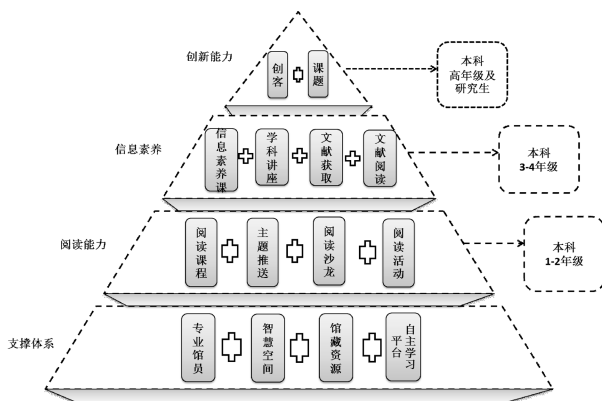 创新能力
创客
课题
本科
高年级及
研究生
信息素养
信息素养课
学科讲座
文献获取
文献阅读
本科
3-4年级
阅读能力
阅读课程
主题推送
阅读沙龙
阅读活动
本科
1-2年级
支撑体系
专业馆员
智慧空间
馆藏资源
自主学习
平台